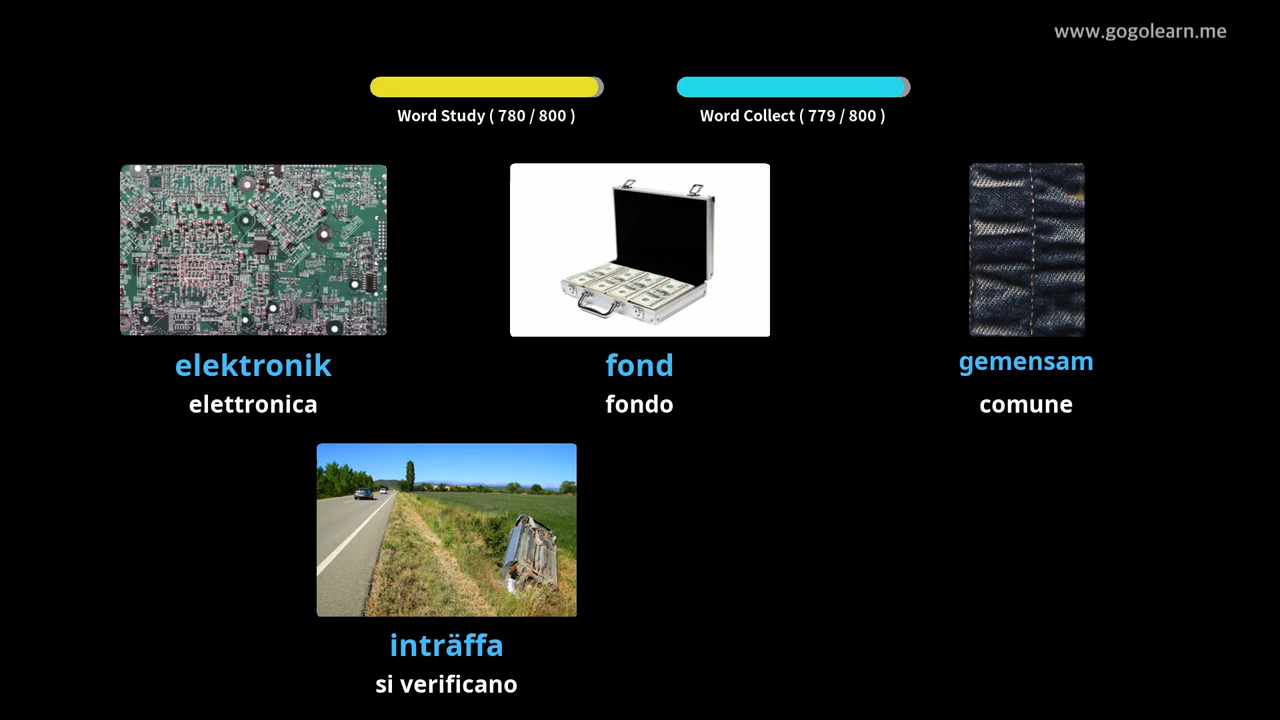 www.gogolearn.me
Word Study ( 780 / 800 )
Word Collect ( 779 / 800 )
elektronik
elettronica
fond
fondo
gemensam
comune
inträffa
si verificano